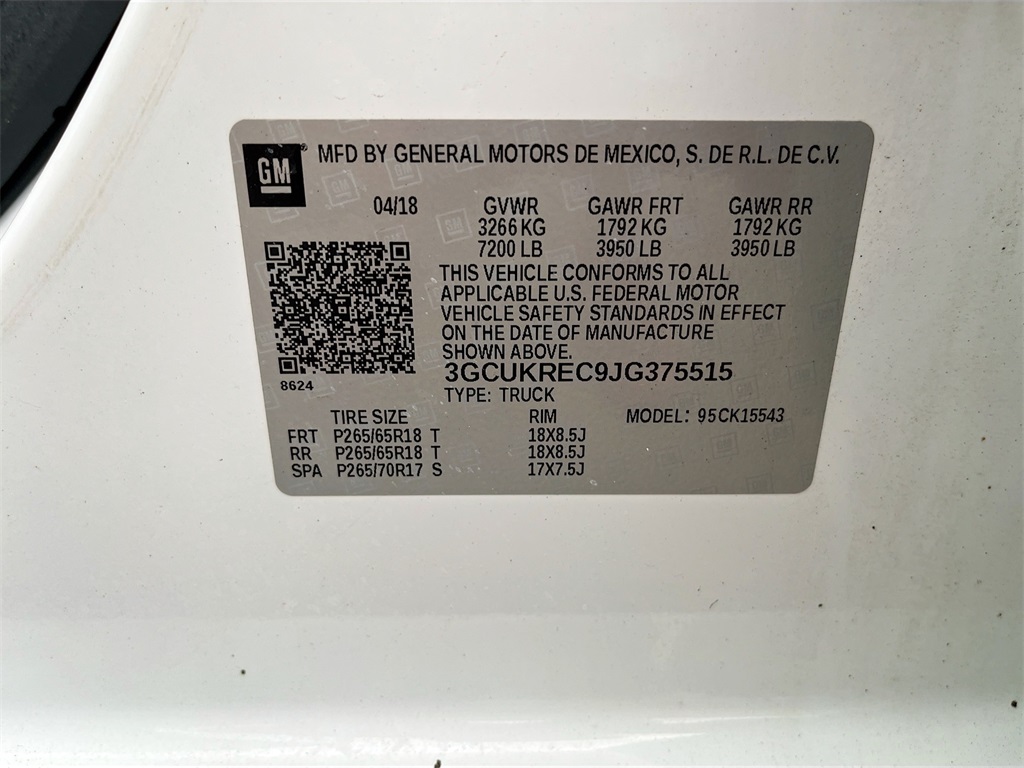 GM ® MFD BY GENERAL MOTORS DE MEXICO, S. DE R.L. DE C.V.
04/18 GVWR GAWR FRT GAWR RR
3266 KG 1792 KG 1792 KG
7200 LB 3950 LB 3950 LB
THIS VEHICLE CONFORMS TO ALL
APPLICABLE U.S. FEDERAL MOTOR
VEHICLE SAFETY STANDARDS IN EFFECT
ON THE DATE OF MANUFACTURE
SHOWN ABOVE.
8624
3GCUKREC9JG375515
TYPE: TRUCK
TIRE SIZE RIM MODEL: 95CK15543
FRT P265/65R18 T 18X8.5J
RR P265/65R18 T 18X8.5J
SPA P265/70R17 S 17X7.5J